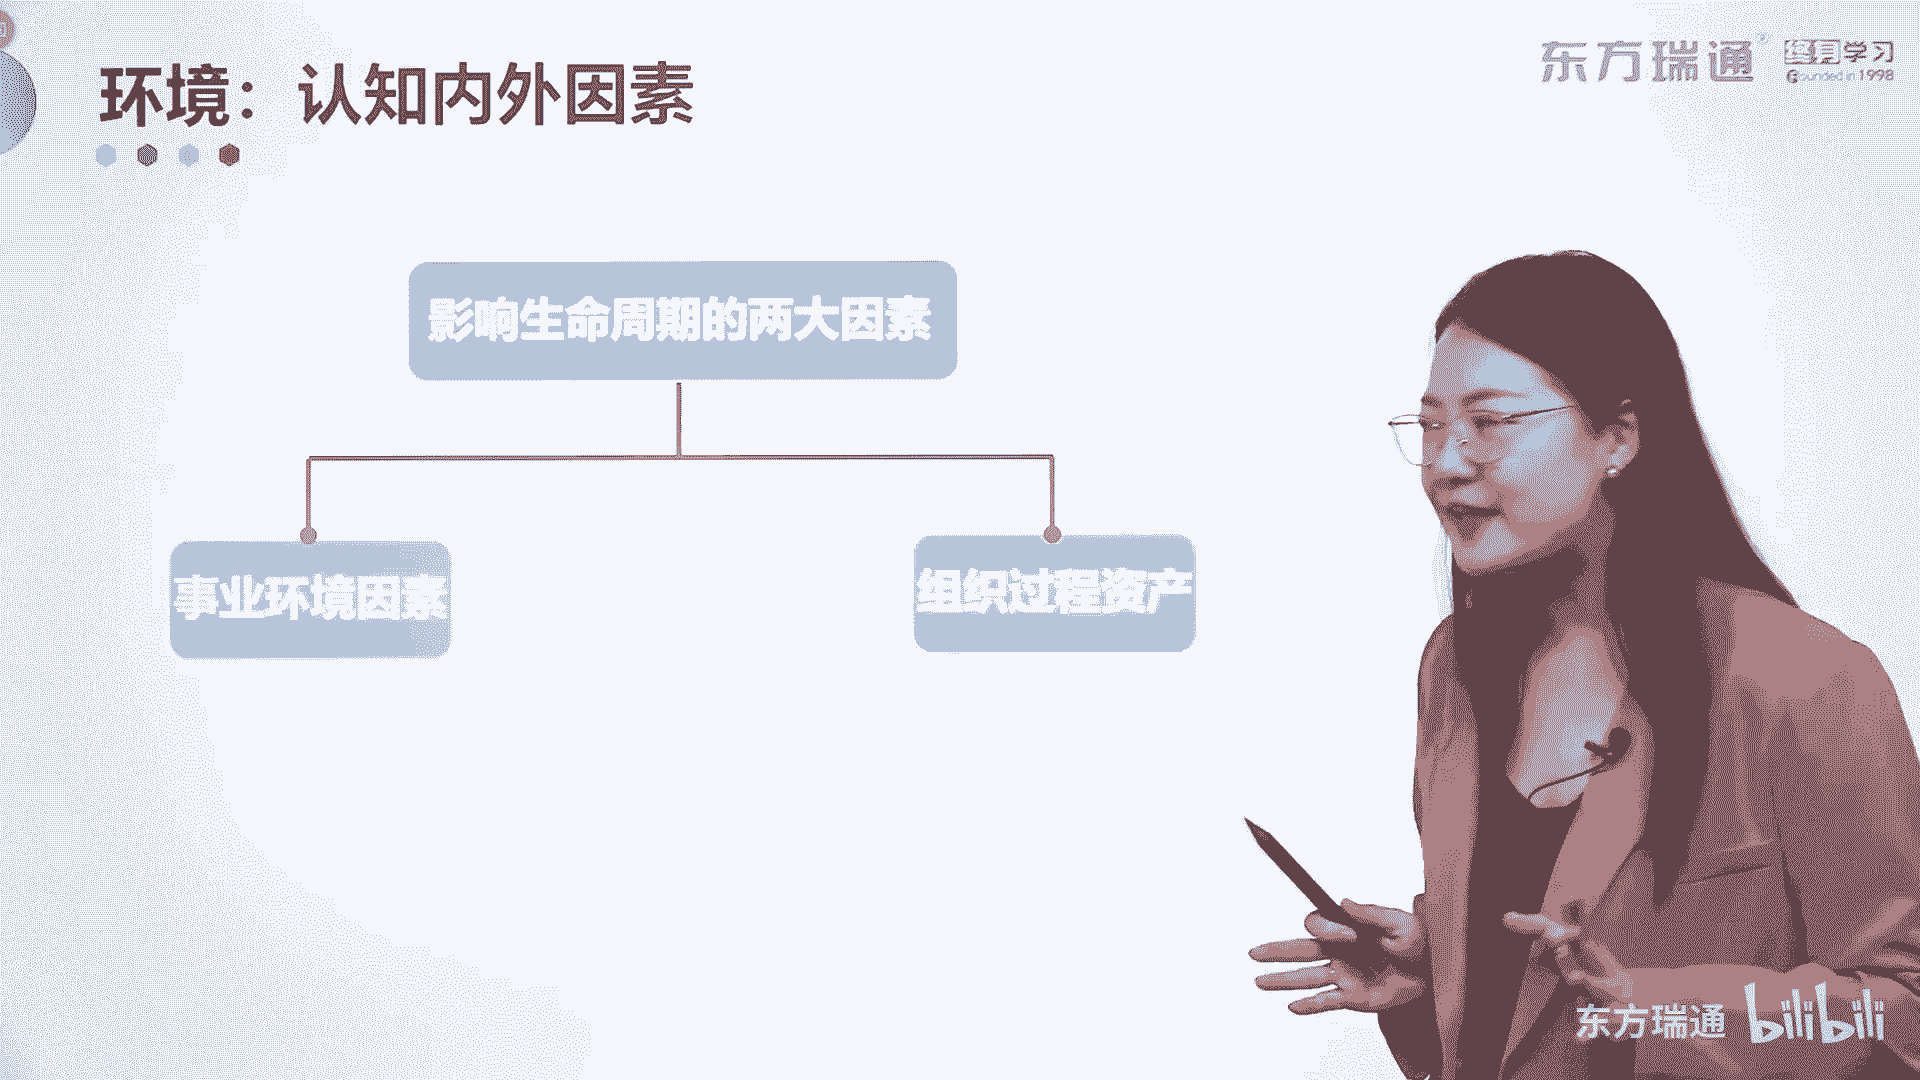 环境：认知内外因素
东方瑞通 终身学习
Founded in 1998
影响生命周期的两大因素
事业环境因素
组织过程资产
东方瑞通 bilibili